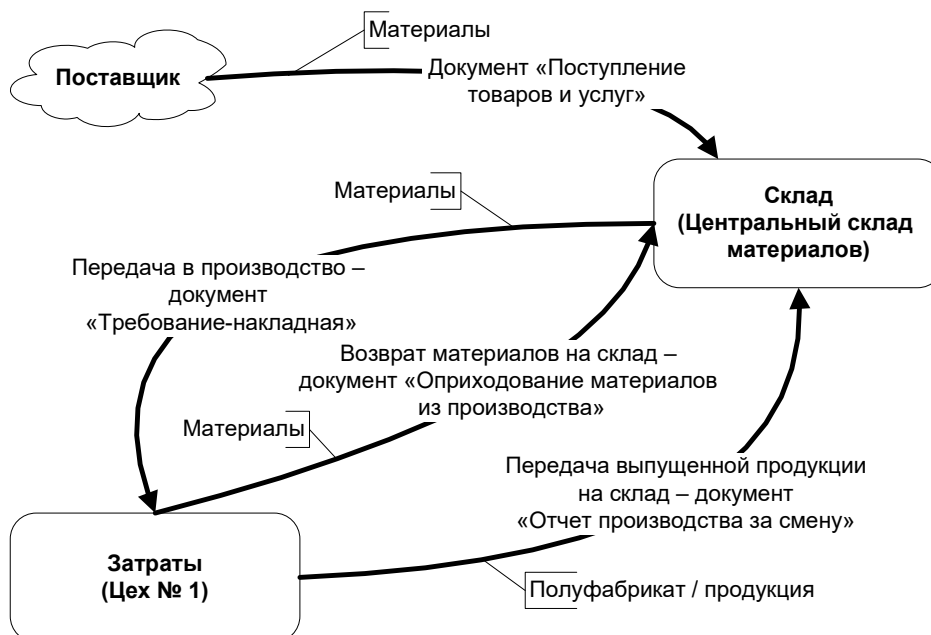 Материалы
Поставщик
Документ «Поступление
товаров и услуг»
Материалы
Склад
(Центральный склад
материалов)
Передача в производство –
документ
«Требование-накладная»
Возврат материалов на склад –
документ «Оприходование материалов
из производства»
Материалы
Передача выпущенной продукции
на склад – документ
«Отчет производства за смену»
Затраты
(Цех № 1)
Полуфабрикат / продукция